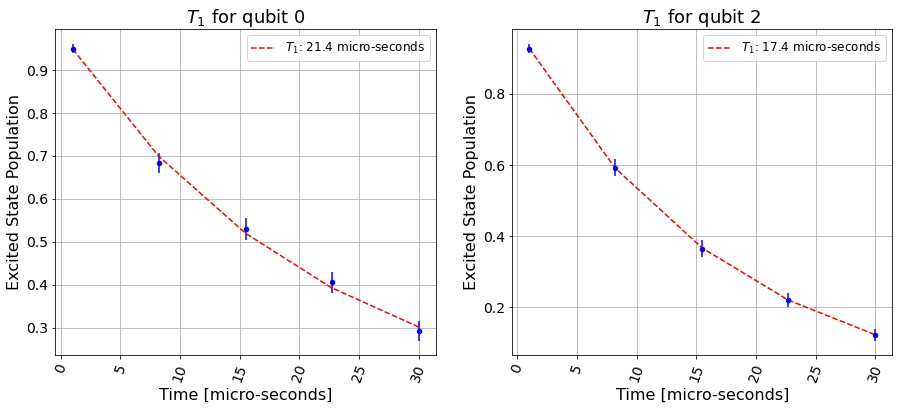 T₁ for qubit 0
T₁: 21.4 micro-seconds
Excited State Population
0.9
0.8
0.7
0.6
0.5
0.4
0.3
0 5 10 15 20 25 30
Time [micro-seconds]
T₁ for qubit 2
T₁: 17.4 micro-seconds
Excited State Population
0.8
0.6
0.4
0.2
0 5 10 15 20 25 30
Time [micro-seconds]